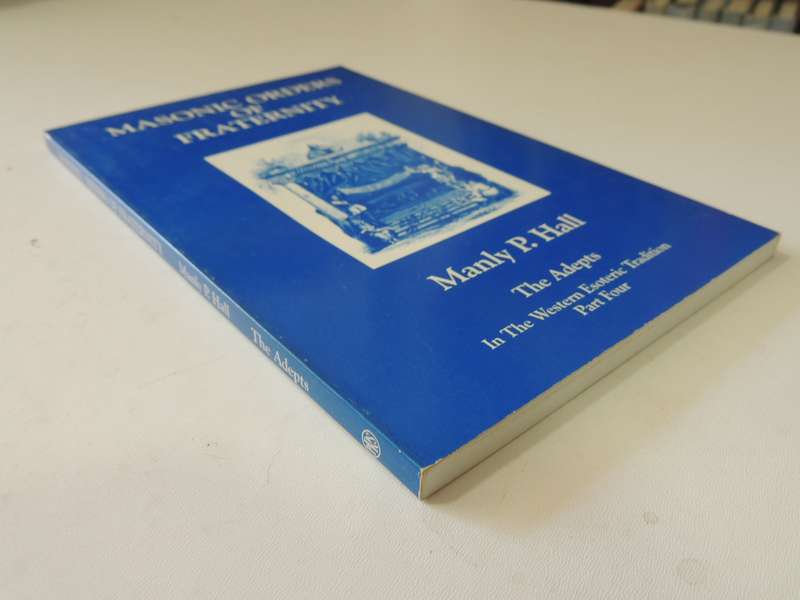 MASONIC ORDERS
OF
FRATERNITY
Manly P. Hall
The Adepts
In The Western Esoteric Tradition
Part Four
Manly P. Hall
The Adepts